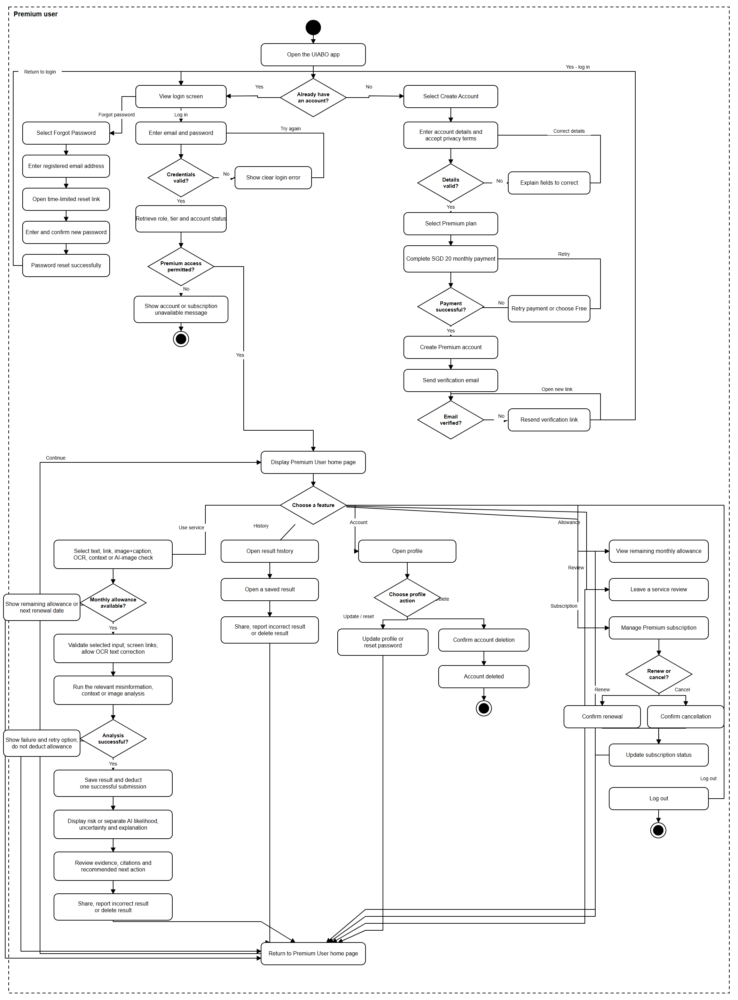 Premium user
Open the UIABO app
Return to login
Yes - log in
Yes
No
View login screen
Already have
an account?
Select Create Account
Forgot password
Log in
Select Forgot Password
Enter email and password
Try again
Enter account details and
accept privacy terms
Correct details
Enter registered email address
Credentials
valid?
No
Show clear login error
Details
valid?
No
Explain fields to correct
Open time-limited reset link
Yes
Yes
Retrieve role, tier and account status
Select Premium plan
Enter and confirm new password
Password reset successfully
Premium access
permitted?
Complete SGD 20 monthly payment
Retry
No
Show account or subscription
unavailable message
Payment
successful?
No
Retry payment or choose Free
Yes
Create Premium account
Yes
Send verification email
Open new link
Email
verified?
No
Resend verification link
Continue
Display Premium User home page
Choose a feature
Use service
History
Account
Allowance
Select text, link, image+caption,
OCR, context or AI-image check
Open result history
Open profile
View remaining monthly allowance
Review
Show remaining allowance or
next renewal date
Monthly allowance
available?
Open a saved result
Choose profile
action
elete
Leave a service review
Subscription
Yes
Share, report incorrect result
or delete result
Update / reset
Manage Premium subscription
Validate selected input; screen links;
allow OCR text correction
Update profile or
reset password
Confirm account deletion
Run the relevant misinformation,
context or image analysis
Account deleted
Renew or
cancel?
Renew
Cancel
Confirm renewal
Confirm cancellation
Show failure and retry option;
do not deduct allowance
Analysis
successful?
Yes
Update subscription status
Save result and deduct
one successful submission
Log out
Log out
Display risk or separate AI likelihood,
uncertainty and explanation
Review evidence, citations and
recommended next action
Share, report incorrect result
or delete result
Return to Premium User home page